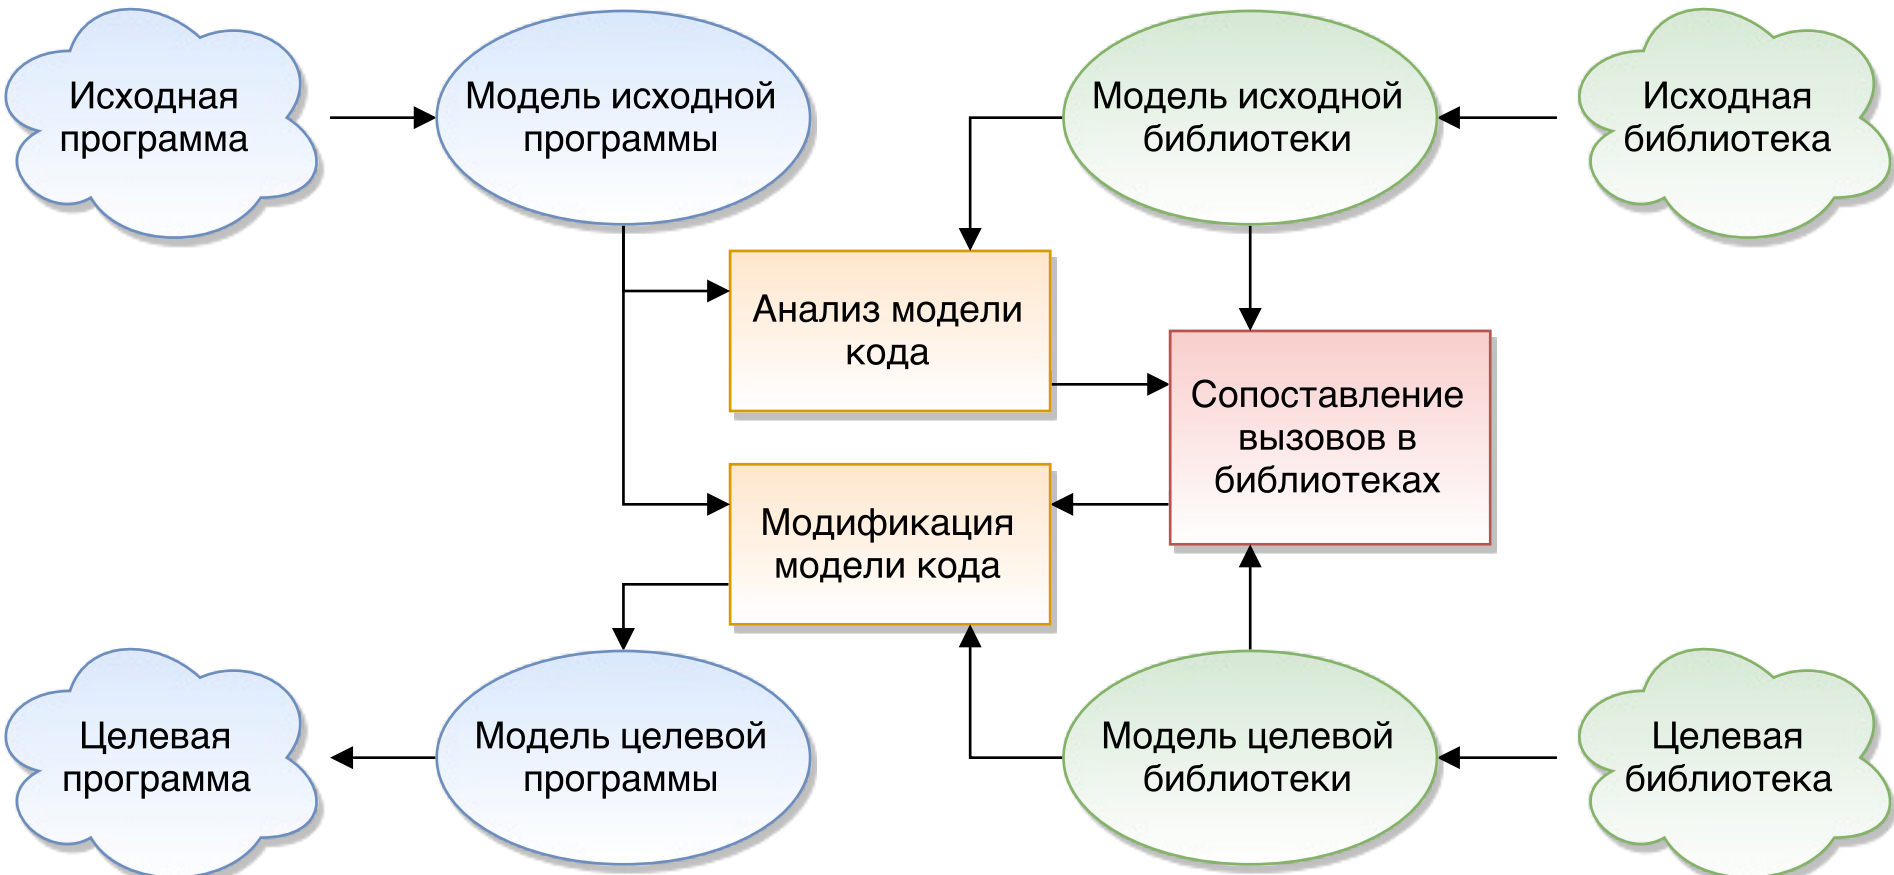 Исходная
программа
Модель исходной
программы
Модель исходной
библиотеки
Исходная
библиотека
Анализ модели
кода
Сопоставление
вызовов в
библиотеках
Модификация
модели кода
Целевая
программа
Модель целевой
программы
Модель целевой
библиотеки
Целевая
библиотека